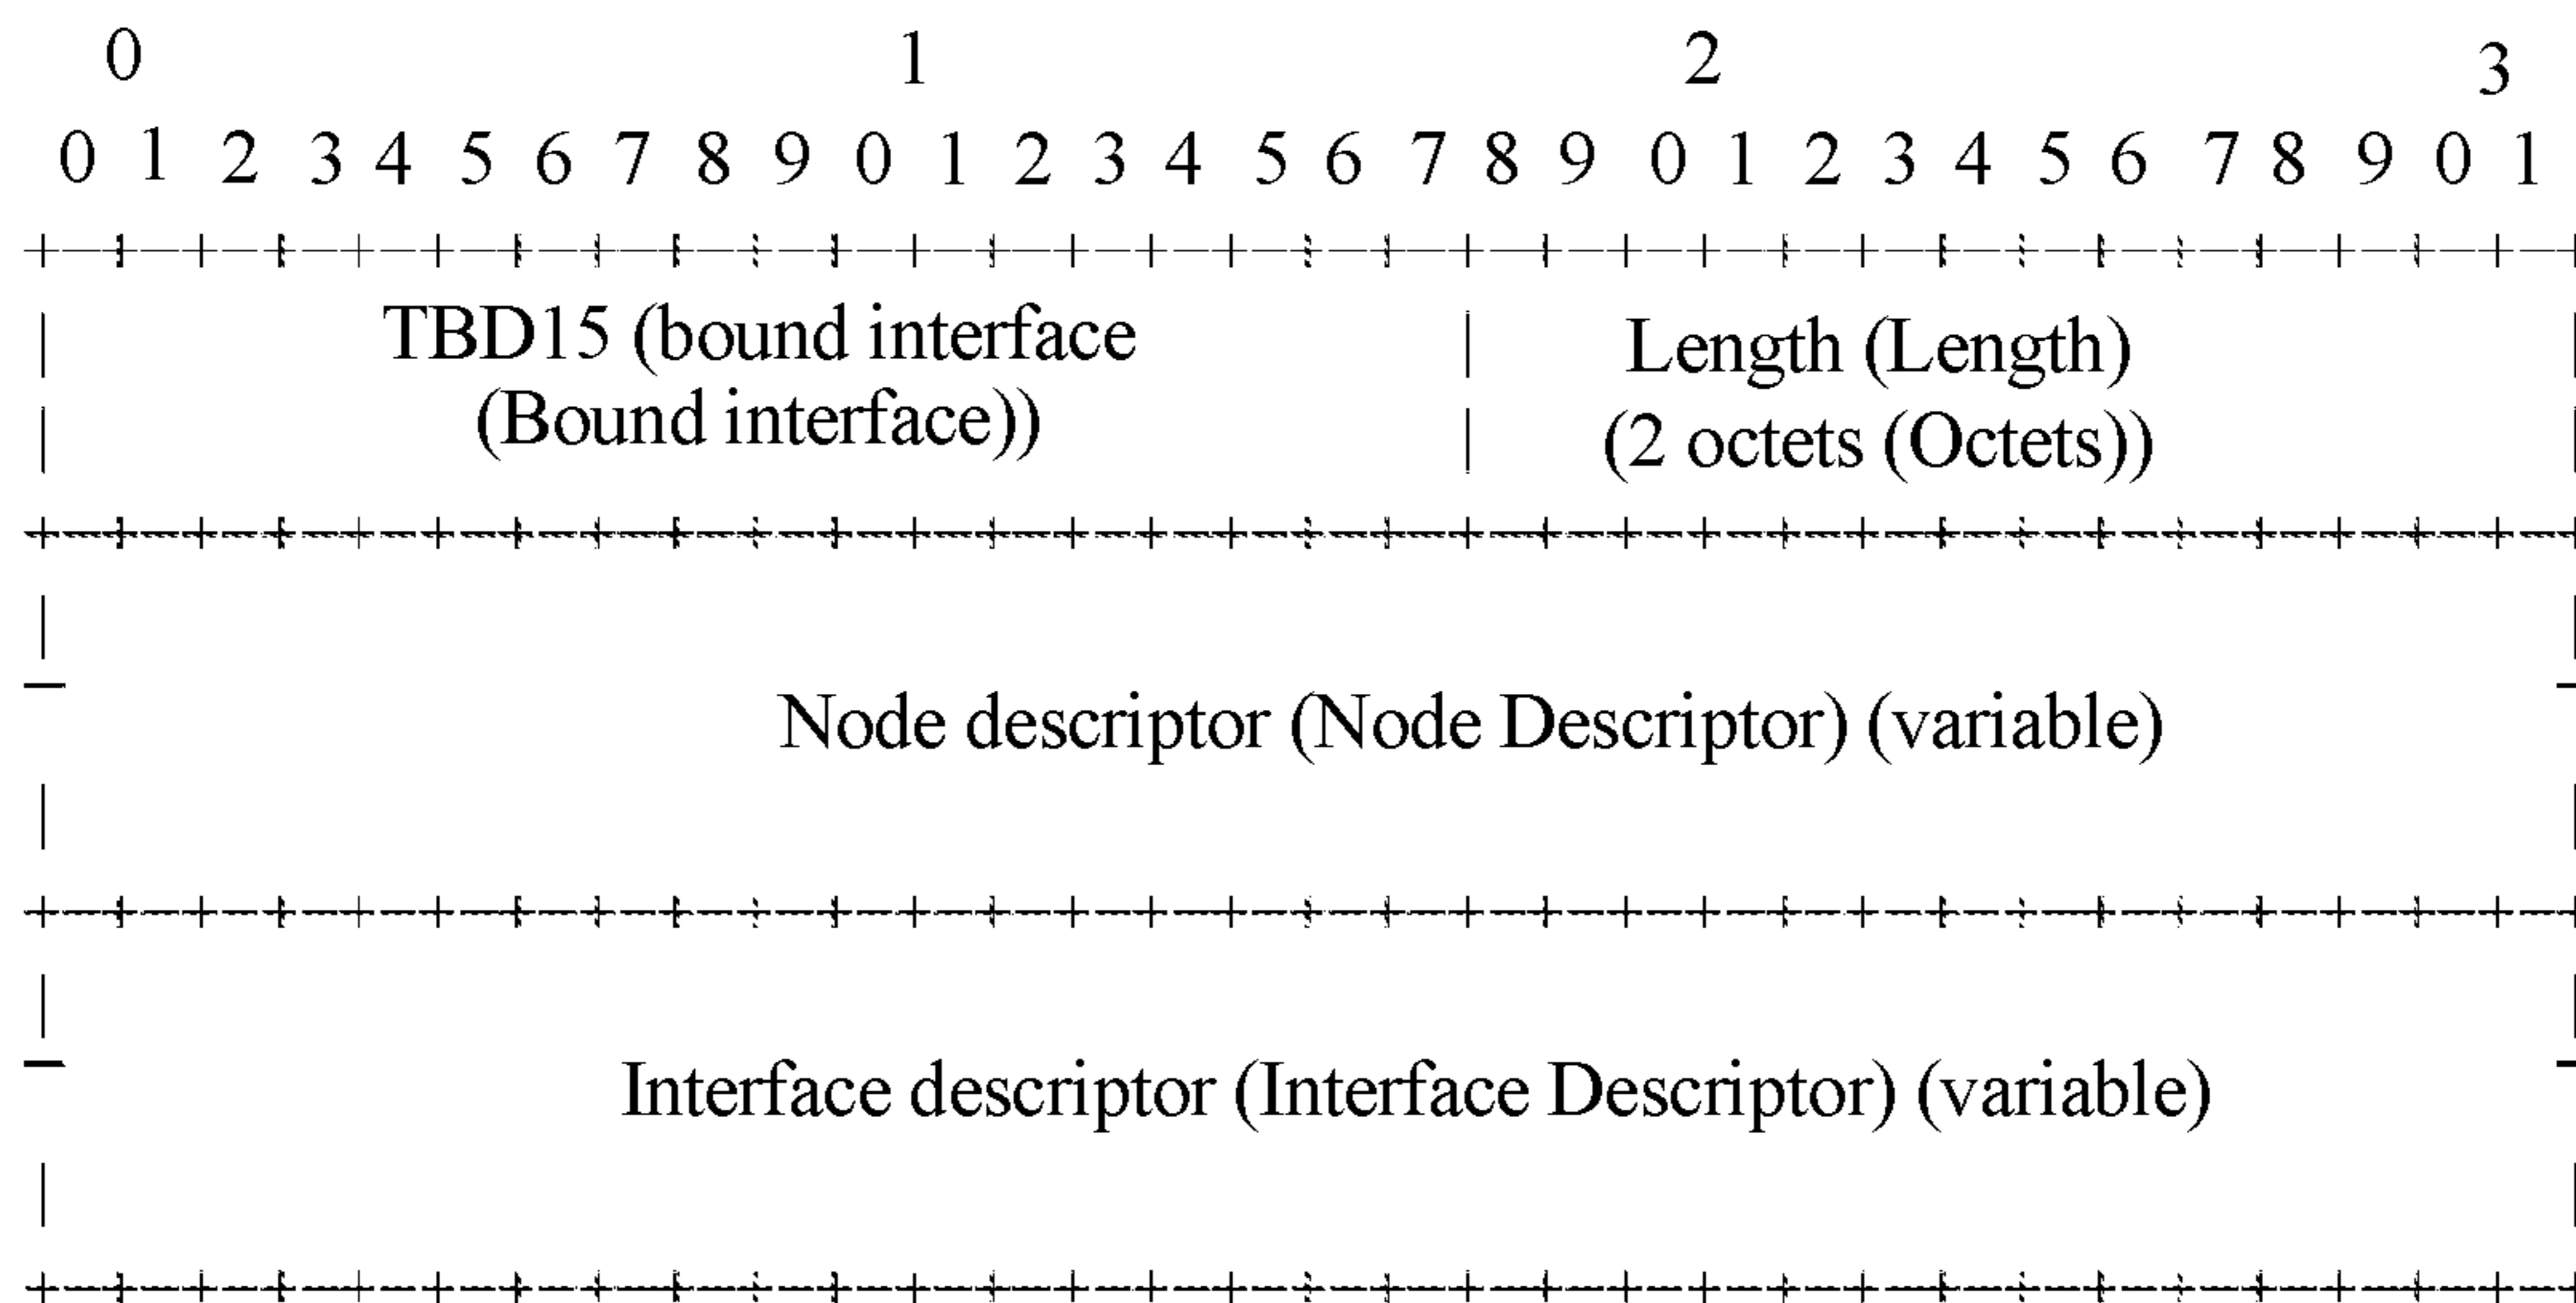 0 1 2 3
0 1 2 3 4 5 6 7 8 9 0 1 2 3 4 5 6 7 8 9 0 1 2 3 4 5 6 7 8 9 0 1
TBD15 (bound interface
(Bound interface))
Length (Length)
(2 octets (Octets))
Node descriptor (Node Descriptor) (variable)
Interface descriptor (Interface Descriptor) (variable)